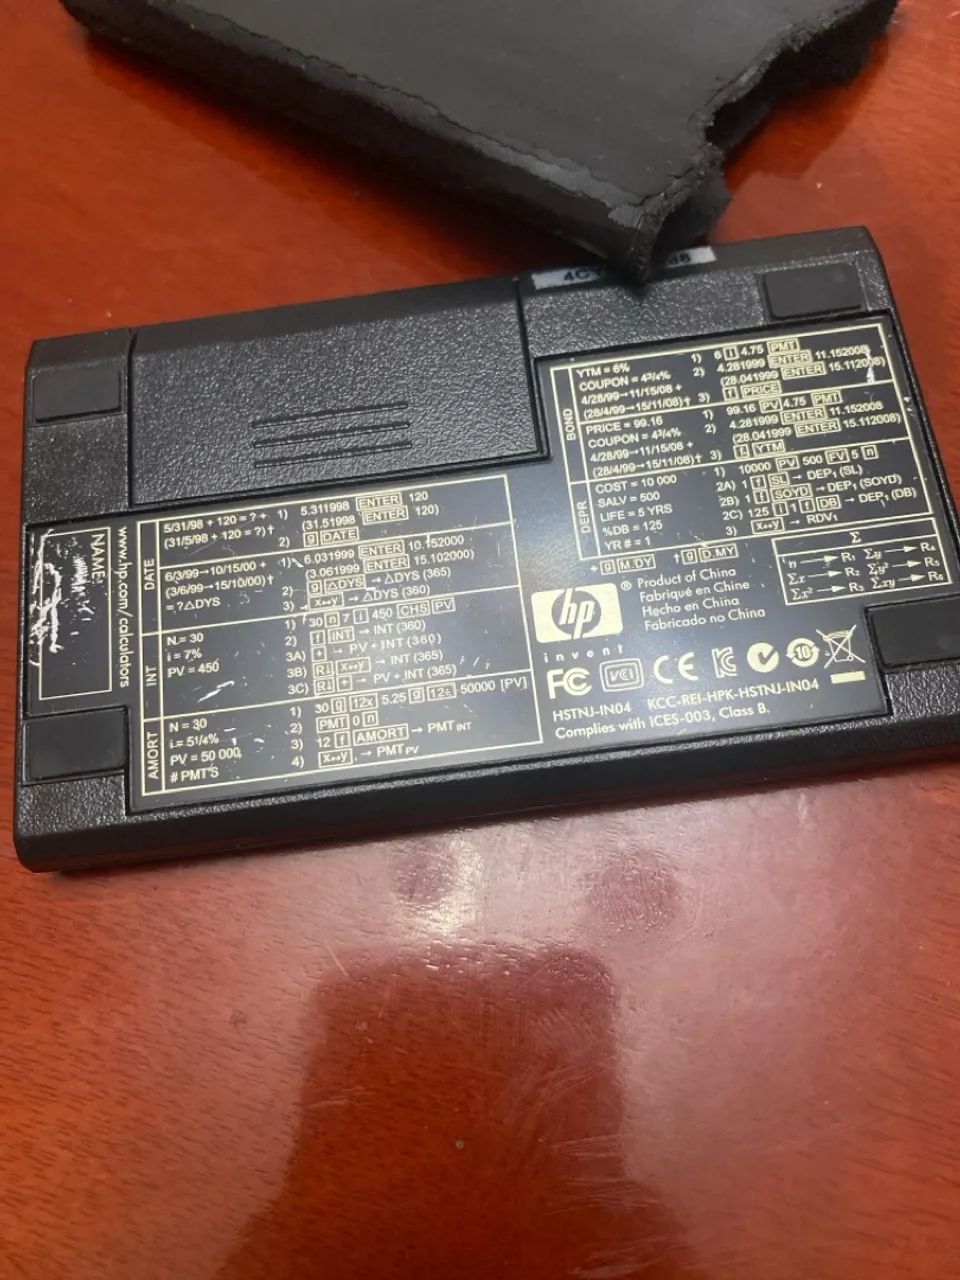 4CY
BOND
YTM = 6%
COUPON = 4³/₄%
4/28/99→11/15/08 +
(28/4/99→15/11/08)†
1) 6 i 4.75 PMT
2) 4.281999 ENTER 11.152008
(28.041999 ENTER 15.112008)
3) f PRICE
PRICE = 99.16
COUPON = 4³/₄%
4/28/99→11/15/08 +
(28/4/99→15/11/08)†
1) 99.16 PV 4.75 PMT
2) 4.281999 ENTER 11.152008
(28.041999 ENTER 15.112008)
3) f YTM
DEPR
COST = 10 000
SALV = 500
LIFE = 5 YRS
%DB = 125
YR # = 1
1) 10000 PV 500 FV 5 n
2A) 1 f SL → DEP₁ (SL)
2B) 1 f SOYD → DEP₁ (SOYD)
2C) 125 i 1 f DB → DEP₁ (DB)
3) x↔y → RDV₁
+ g M.DY † g D.MY
Σ
n → R₁ Σy → R₄
Σx → R₂ Σy² → R₅
Σx² → R₃ Σxy → R₆
NAME:
www.hp.com/calculators
DATE
5/31/98 + 120 = ? +
(31/5/98 + 120 = ?)†
1) 5.311998 ENTER 120
(31.51998 ENTER 120)
2) g DATE
6/3/99→10/15/00 +
(3/6/99→15/10/00)†
= ?△DYS
1) 6.031999 ENTER 10.152000
(3.061999 ENTER 15.102000)
2) g △DYS → △DYS (365)
3) x↔y → △DYS (360)
INT
N = 30
i = 7%
PV = 450
1) 30 n 7 i 450 CHS PV
2) f INT → INT (360)
3A) + → PV + INT (360)
3B) R↓ x↔y → INT (365)
3C) R↓ + → PV + INT (365)
AMORT
N = 30
i = 5¹/₄%
PV = 50 000
# PMT'S
1) 30 g 12x 5.25 g 12÷ 50000 [PV]
2) PMT 0 n
3) 12 f AMORT → PMT INT
4) x↔y → PMT PV
hp ®
invent
Product of China
Fabriqué en Chine
Hecho en China
Fabricado no China
FC VCI CE 10
HSTNJ-IN04 KCC-REI-HPK-HSTNJ-IN04
Complies with ICES-003, Class B.